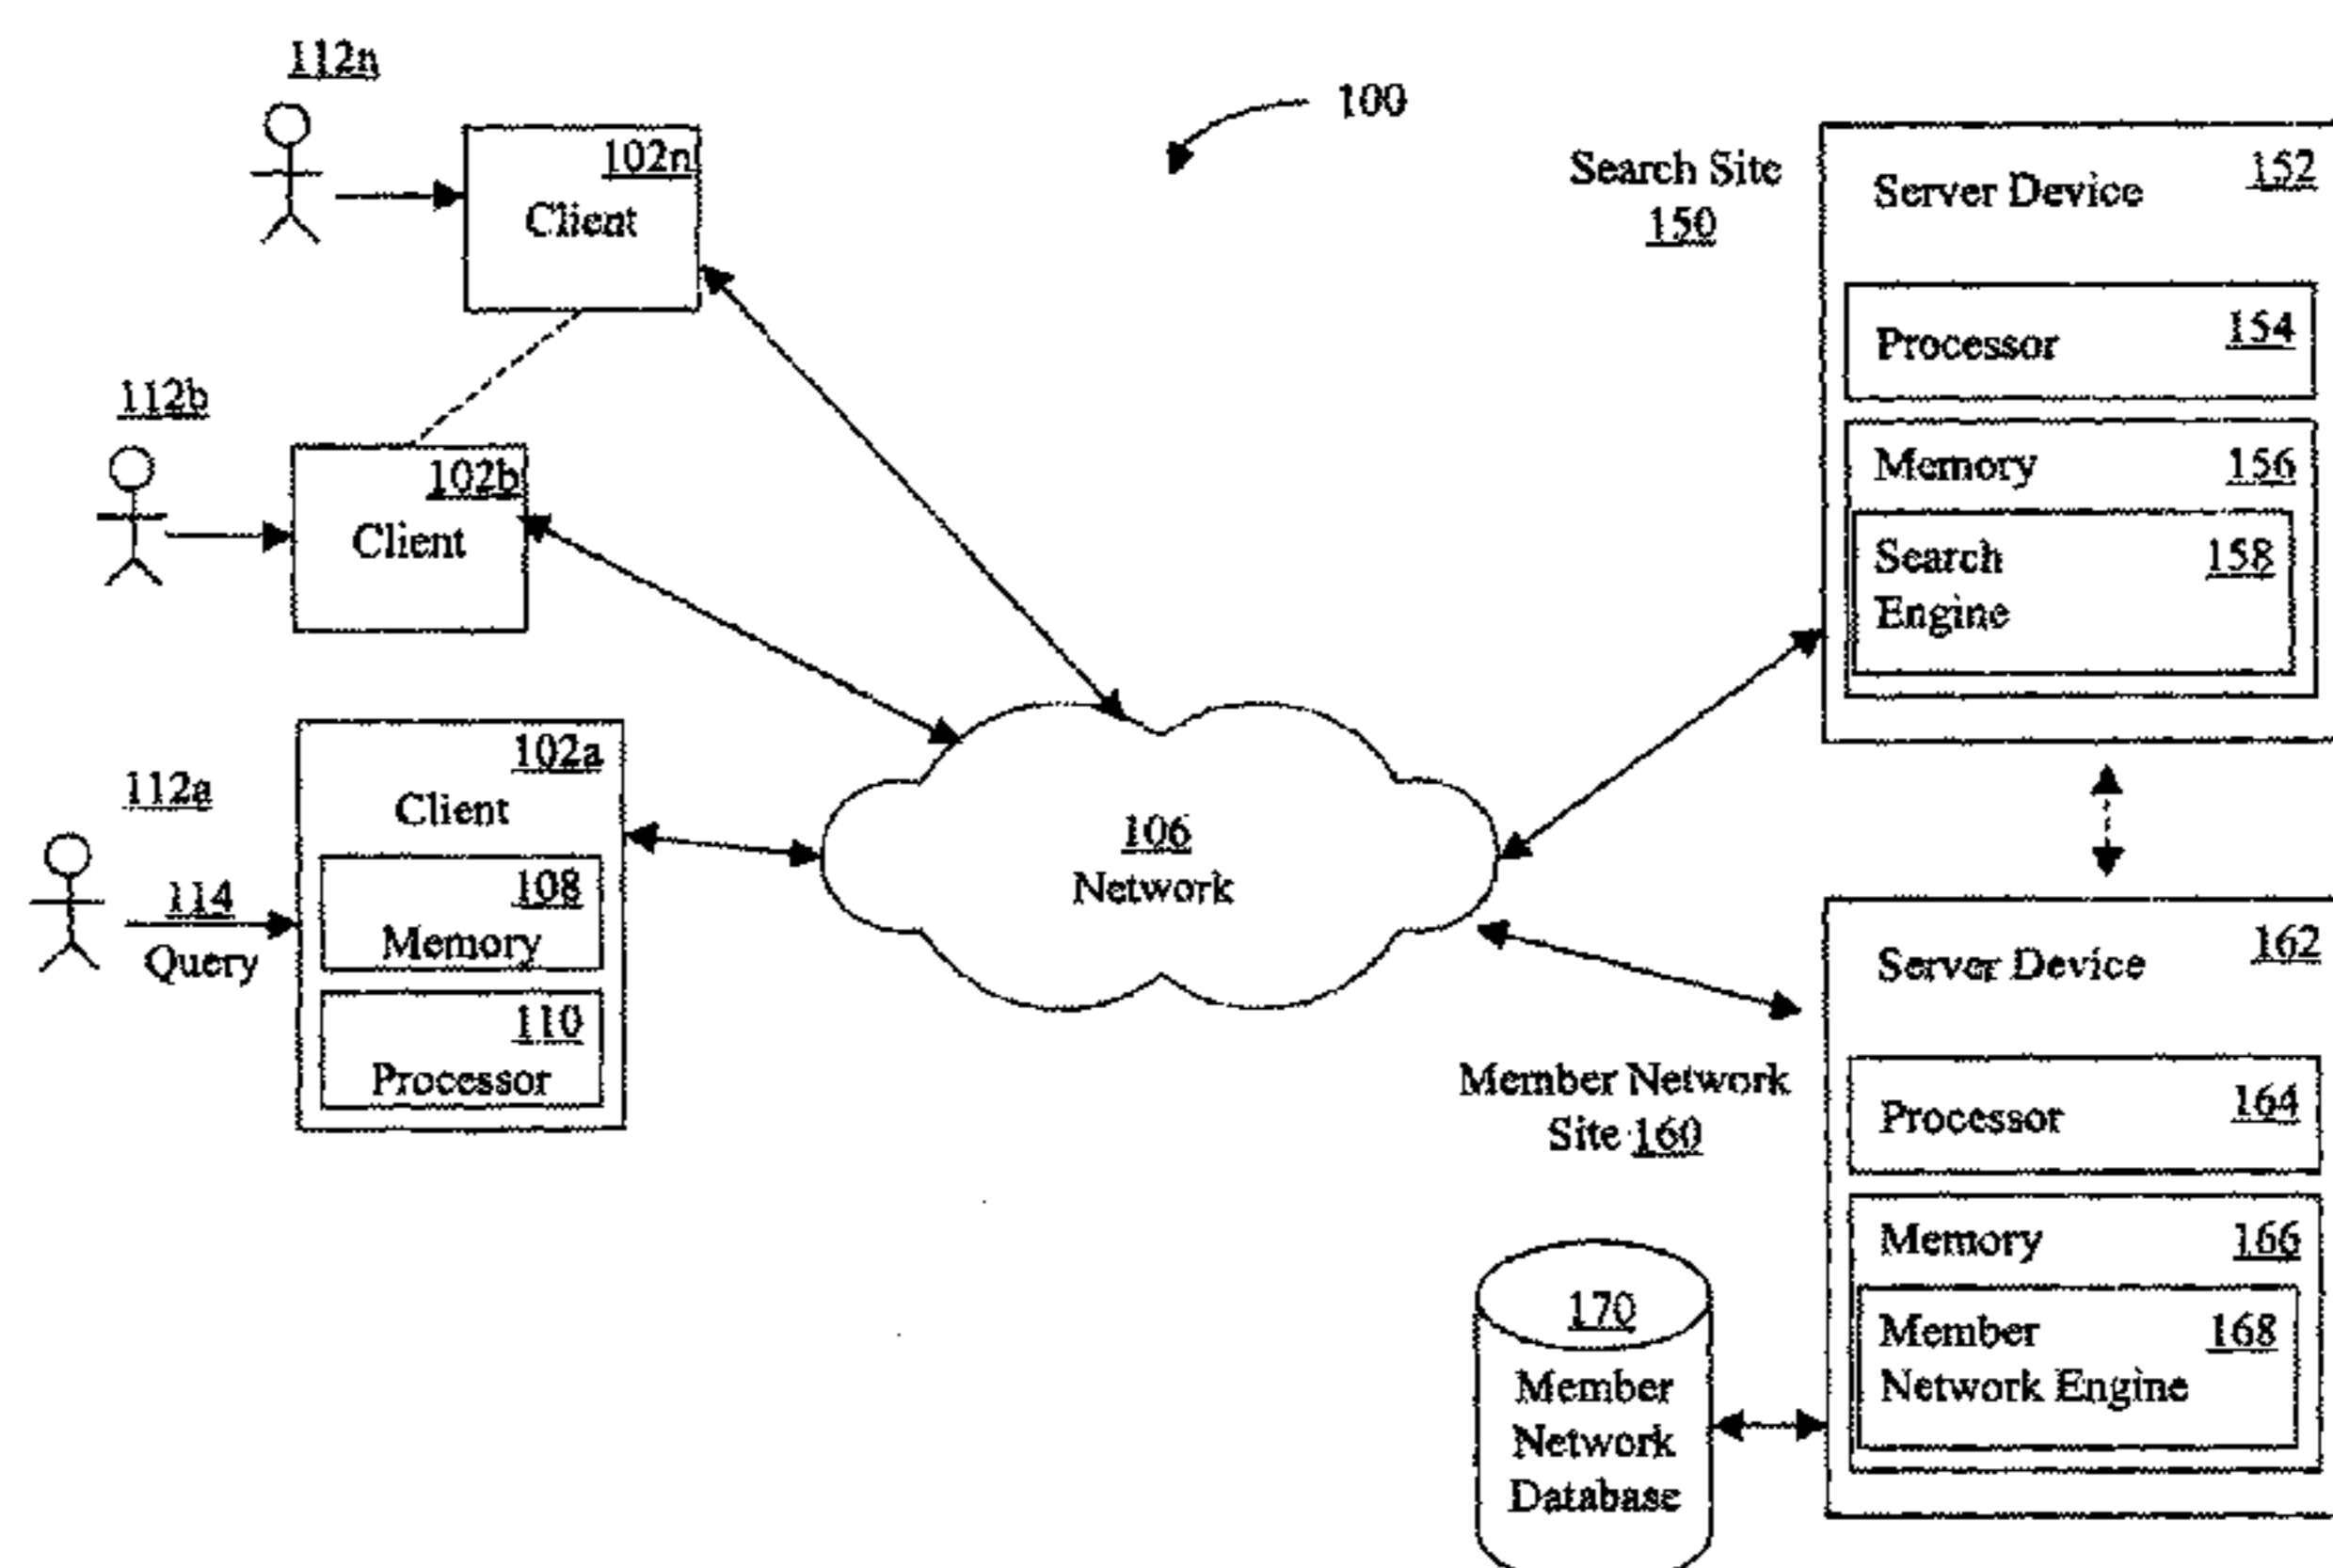 112n
100
102n
Client
Search Site
150
Server Device 152
Processor 154
Memory 156
Search 158
Engine
112b
102b
Client
112a
102a
Client
108
Memory
110
Processor
114
Query
106
Network
Server Device 162
Member Network
Site 160
Processor 164
Memory 166
Member 168
Network Engine
170
Member
Network
Database